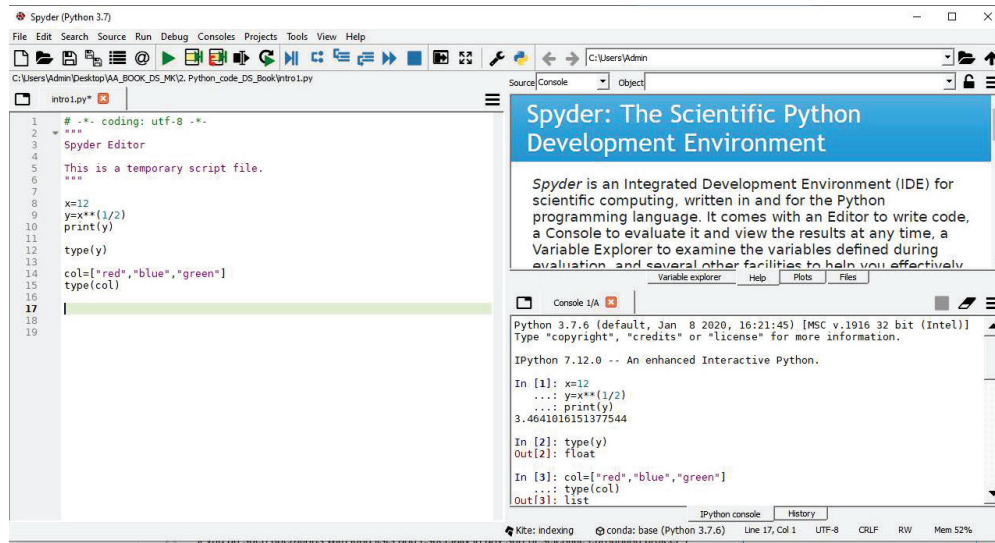 Spyder (Python 3.7)
File Edit Search Source Run Debug Consoles Projects Tools View Help
C:\Users\Admin
C:\Users\Admin\Desktop\AA_BOOK_DS_MK\2. Python_code_DS_Book\intro1.py
intro1.py*
1 # -*- coding: utf-8 -*-
2 """
3 Spyder Editor
4
5 This is a temporary script file.
6 """
7
8 x=12
9 y=x**(1/2)
10 print(y)
11
12 type(y)
13
14 col=["red","blue","green"]
15 type(col)
16
17
18
19
Source Console Object
Spyder: The Scientific Python
Development Environment
Spyder is an Integrated Development Environment (IDE) for
scientific computing, written in and for the Python
programming language. It comes with an Editor to write code,
a Console to evaluate it and view the results at any time, a
Variable Explorer to examine the variables defined during
evaluation, and several other facilities to help you effectively
Variable explorer Help Plots Files
Console 1/A
Python 3.7.6 (default, Jan 8 2020, 16:21:45) [MSC v.1916 32 bit (Intel)]
Type "copyright", "credits" or "license" for more information.
IPython 7.12.0 -- An enhanced Interactive Python.
In [1]: x=12
...: y=x**(1/2)
...: print(y)
3.4641016151377544
In [2]: type(y)
Out[2]: float
In [3]: col=["red","blue","green"]
...: type(col)
Out[3]: list
IPython console History
Kite: indexing conda: base (Python 3.7.6) Line 17, Col 1 UTF-8 CRLF RW Mem 52%